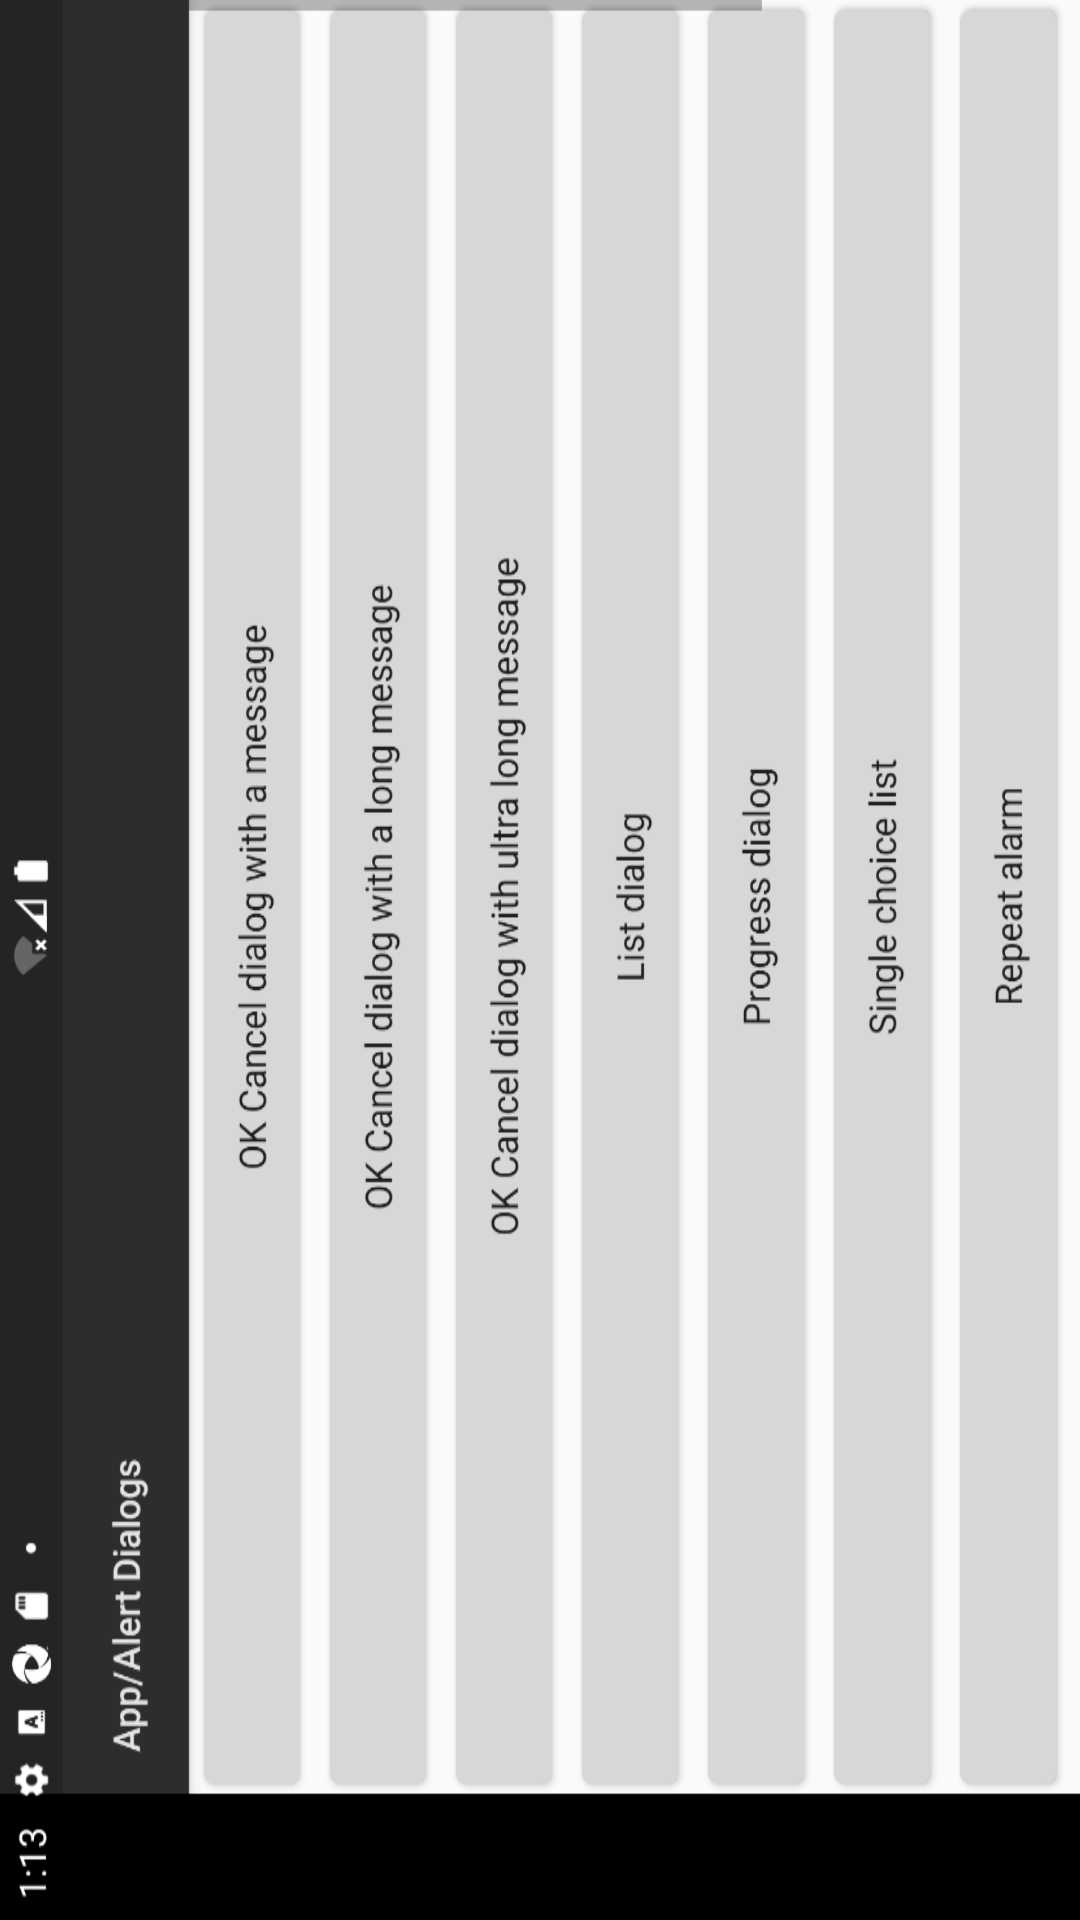 1:13
App/Alert Dialogs
OK Cancel dialog with a message
OK Cancel dialog with a long message
OK Cancel dialog with ultra long message
List dialog
Progress dialog
Single choice list
Repeat alarm